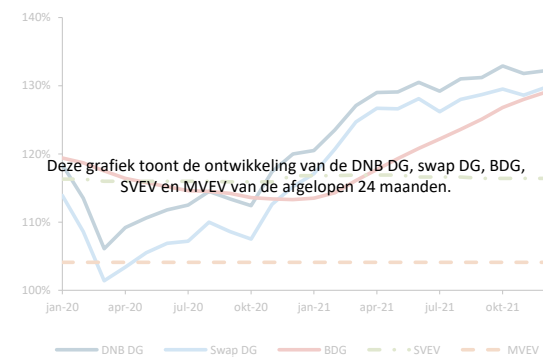 140%
130%
120%
Deze grafiek toont de ontwikkeling van de DNB DG, swap DG, BDG,
SVEV en MVEV van de afgelopen 24 maanden.
110%
100%
jan-20 apr-20 jul-20 okt-20 jan-21 apr-21 jul-21 okt-21
DNB DG Swap DG BDG SVEV MVEV